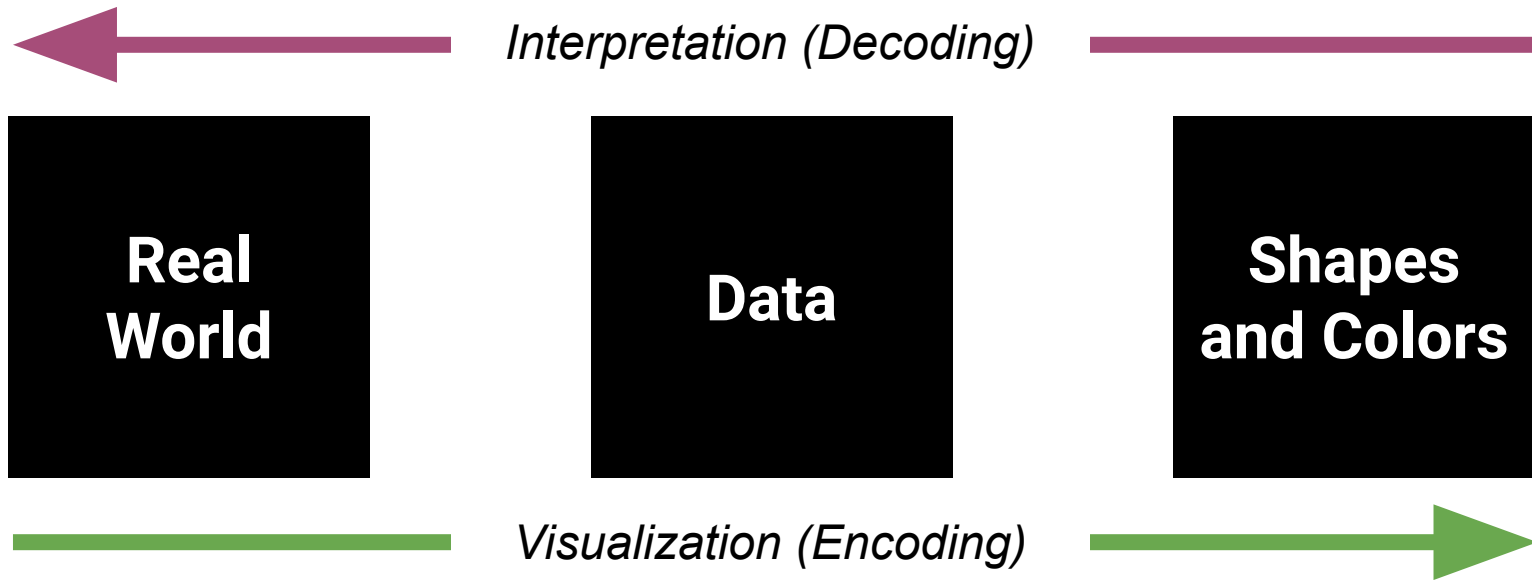 Interpretation (Decoding)
Real
World
Data
Shapes
and Colors
Visualization (Encoding)